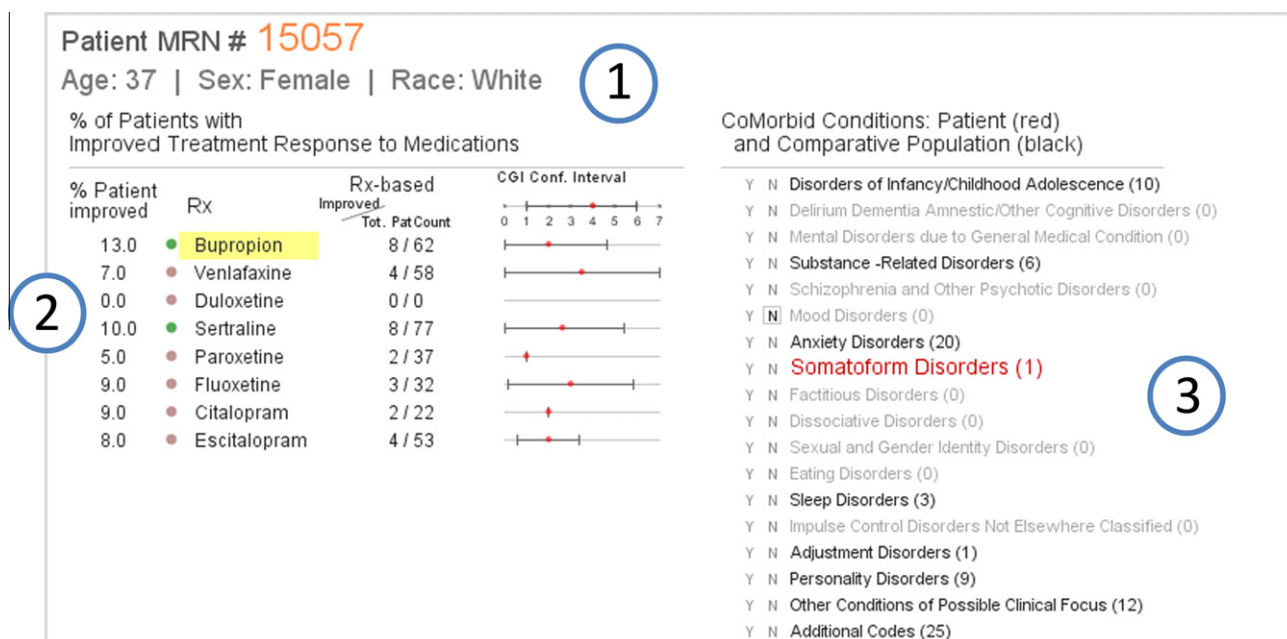 Patient MRN # 15057
Age: 37 | Sex: Female | Race: White
1
% of Patients with
Improved Treatment Response to Medications
% Patient
improved
Rx
Rx-based
Improved
Tot. PatCount
CGI Conf. Interval
0 1 2 3 4 5 6 7
13.0 Bupropion 8 / 62
7.0 Venlafaxine 4 / 58
0.0 Duloxetine 0 / 0
10.0 Sertraline 8 / 77
5.0 Paroxetine 2 / 37
9.0 Fluoxetine 3 / 32
9.0 Citalopram 2 / 22
8.0 Escitalopram 4 / 53
2
CoMorbid Conditions: Patient (red)
and Comparative Population (black)
Y N Disorders of Infancy/Childhood Adolescence (10)
Y N Delirium Dementia Amnestic/Other Cognitive Disorders (0)
Y N Mental Disorders due to General Medical Condition (0)
Y N Substance -Related Disorders (6)
Y N Schizophrenia and Other Psychotic Disorders (0)
Y N Mood Disorders (0)
Y N Anxiety Disorders (20)
Y N Somatoform Disorders (1)
Y N Factitious Disorders (0)
Y N Dissociative Disorders (0)
Y N Sexual and Gender Identity Disorders (0)
Y N Eating Disorders (0)
Y N Sleep Disorders (3)
Y N Impulse Control Disorders Not Elsewhere Classified (0)
Y N Adjustment Disorders (1)
Y N Personality Disorders (9)
Y N Other Conditions of Possible Clinical Focus (12)
Y N Additional Codes (25)
3